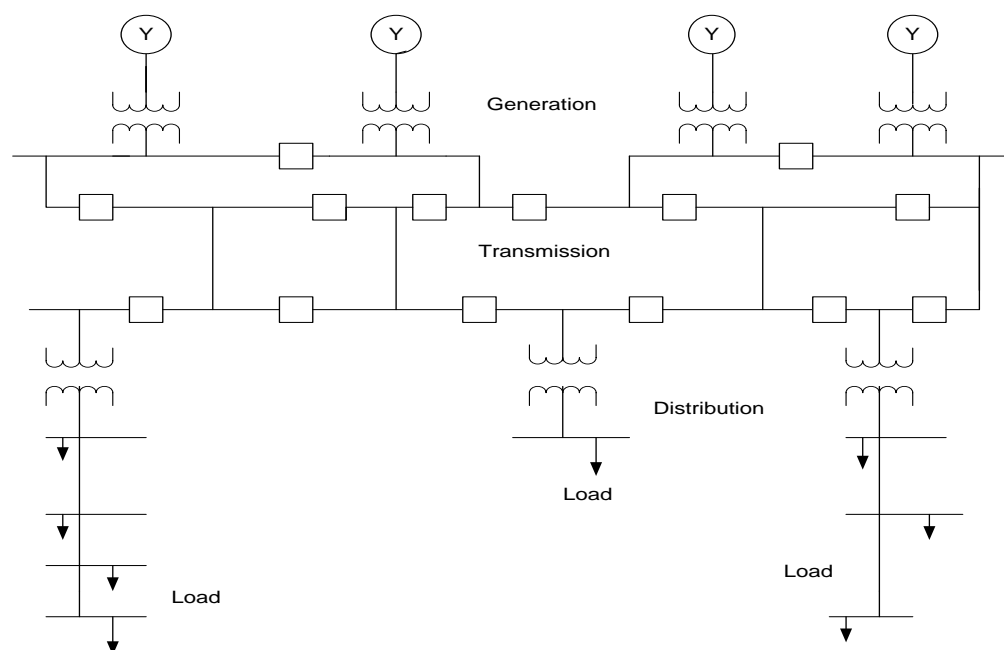 Y Y Y Y
Generation
Transmission
Distribution
Load
Load
Load